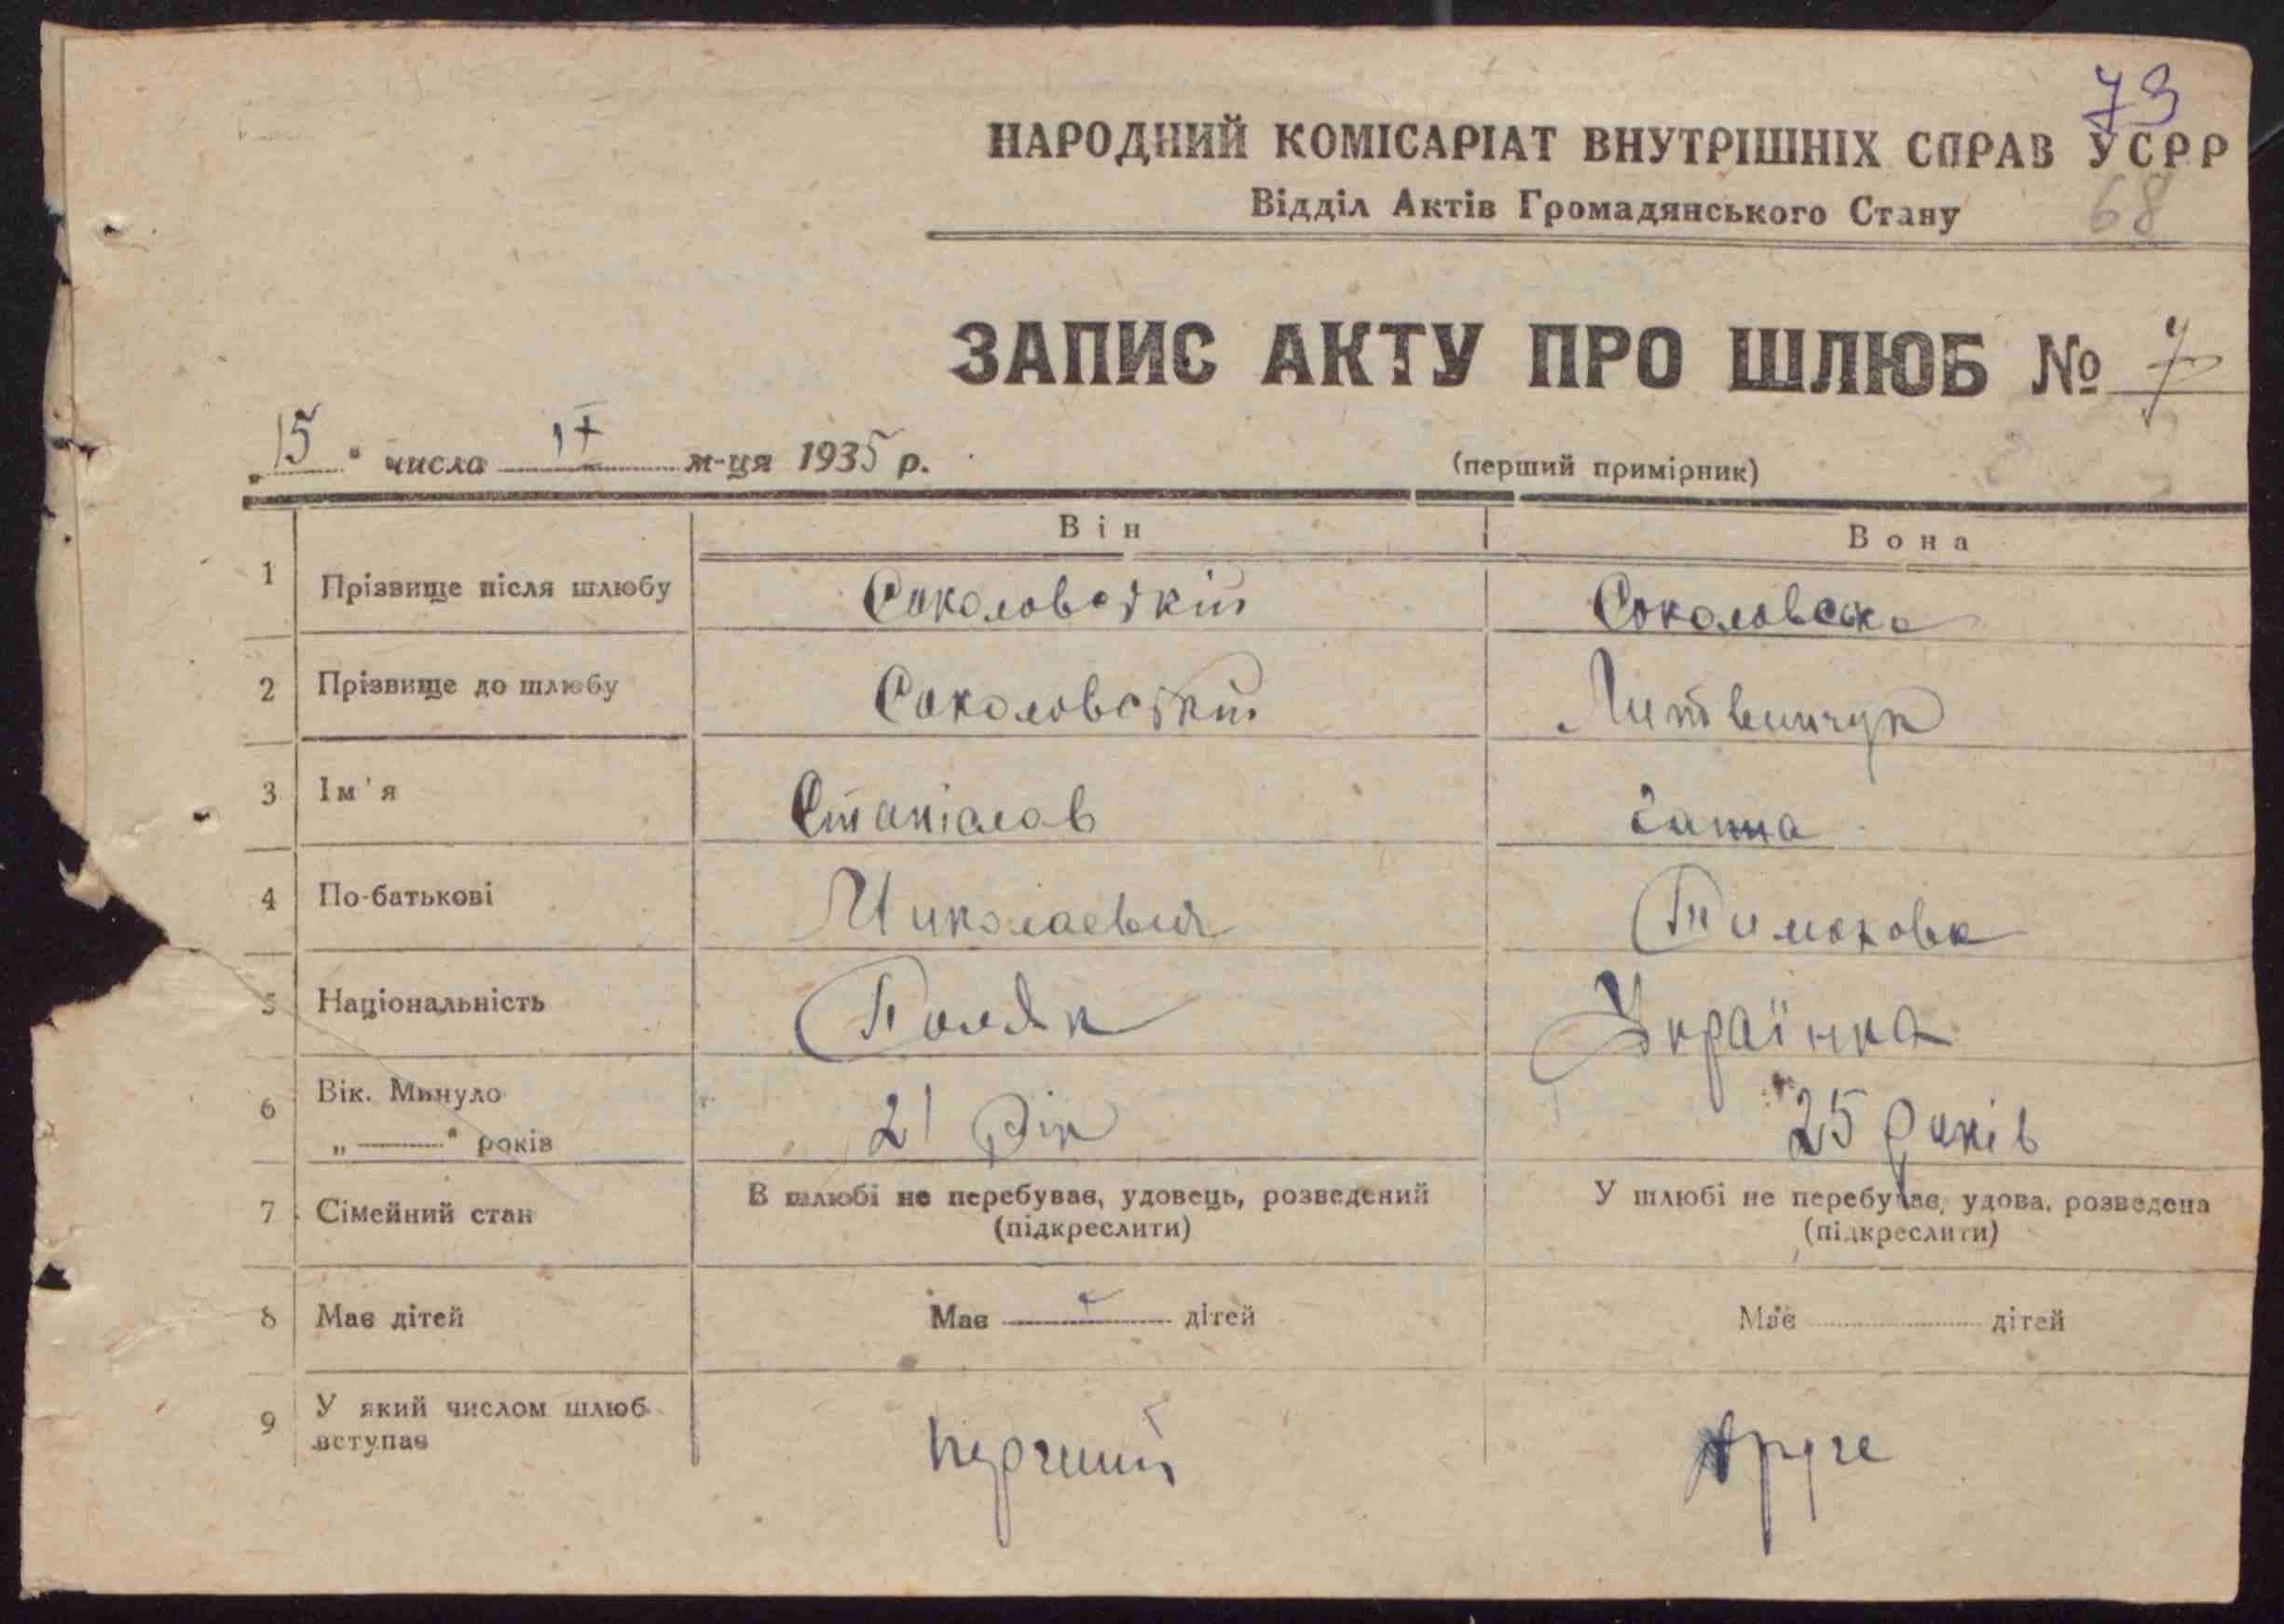 73
НАРОДНИЙ КОМІСАРІАТ ВНУТРІШНІХ СПРАВ УСРР
Відділ Актів Громадянського Стану 68
ЗАПИС АКТУ ПРО ШЛЮБ № 7
„15“ числа м-ця 1935 р. (перший примірник)
Він Вона
1 Прізвище після шлюбу Соколовський Соколовська
2 Прізвище до шлюбу Соколовський Литвинчук
3 Ім'я Станіслав Ганна
4 По-батькові Миколаевич Тимохова
5 Національність Поляк Українка
6 Вік. Минуло 21 рік 25 років
„ “ років
7 Сімейний стан В шлюбі не перебував, удовець, розведений У шлюбі не перебував, удова, розведена
(підкреслити) (підкреслити)
8 Має дітей Має дітей Має дітей
9 У який числом шлюб вступає перший друге